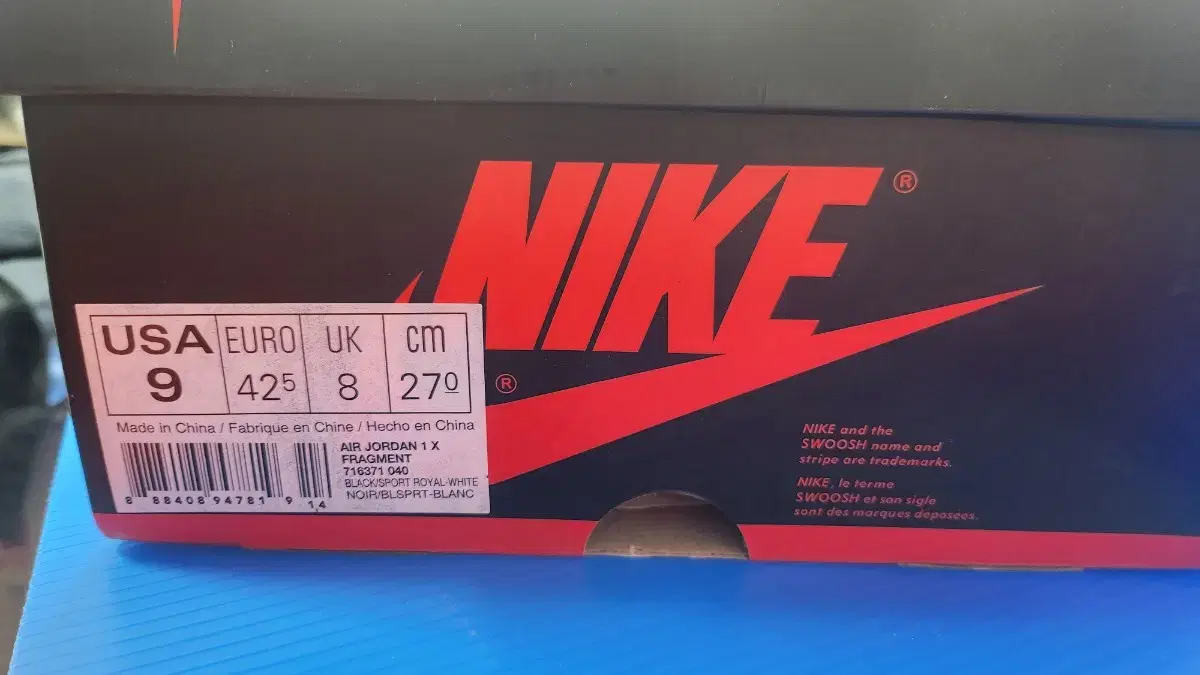 NIKE®
®
USA EURO UK cm
9 425 8 270
Made in China / Fabrique en Chine / Hecho en China
AIR JORDAN 1 X
FRAGMENT
716371 040
BLACK/SPORT ROYAL-WHITE
NOIR/BLSPRT-BLANC
8 88408 94781 9 14
NIKE and the
SWOOSH name and
stripe are trademarks.
NIKE, le terme
SWOOSH et son sigle
sont des marques deposees.